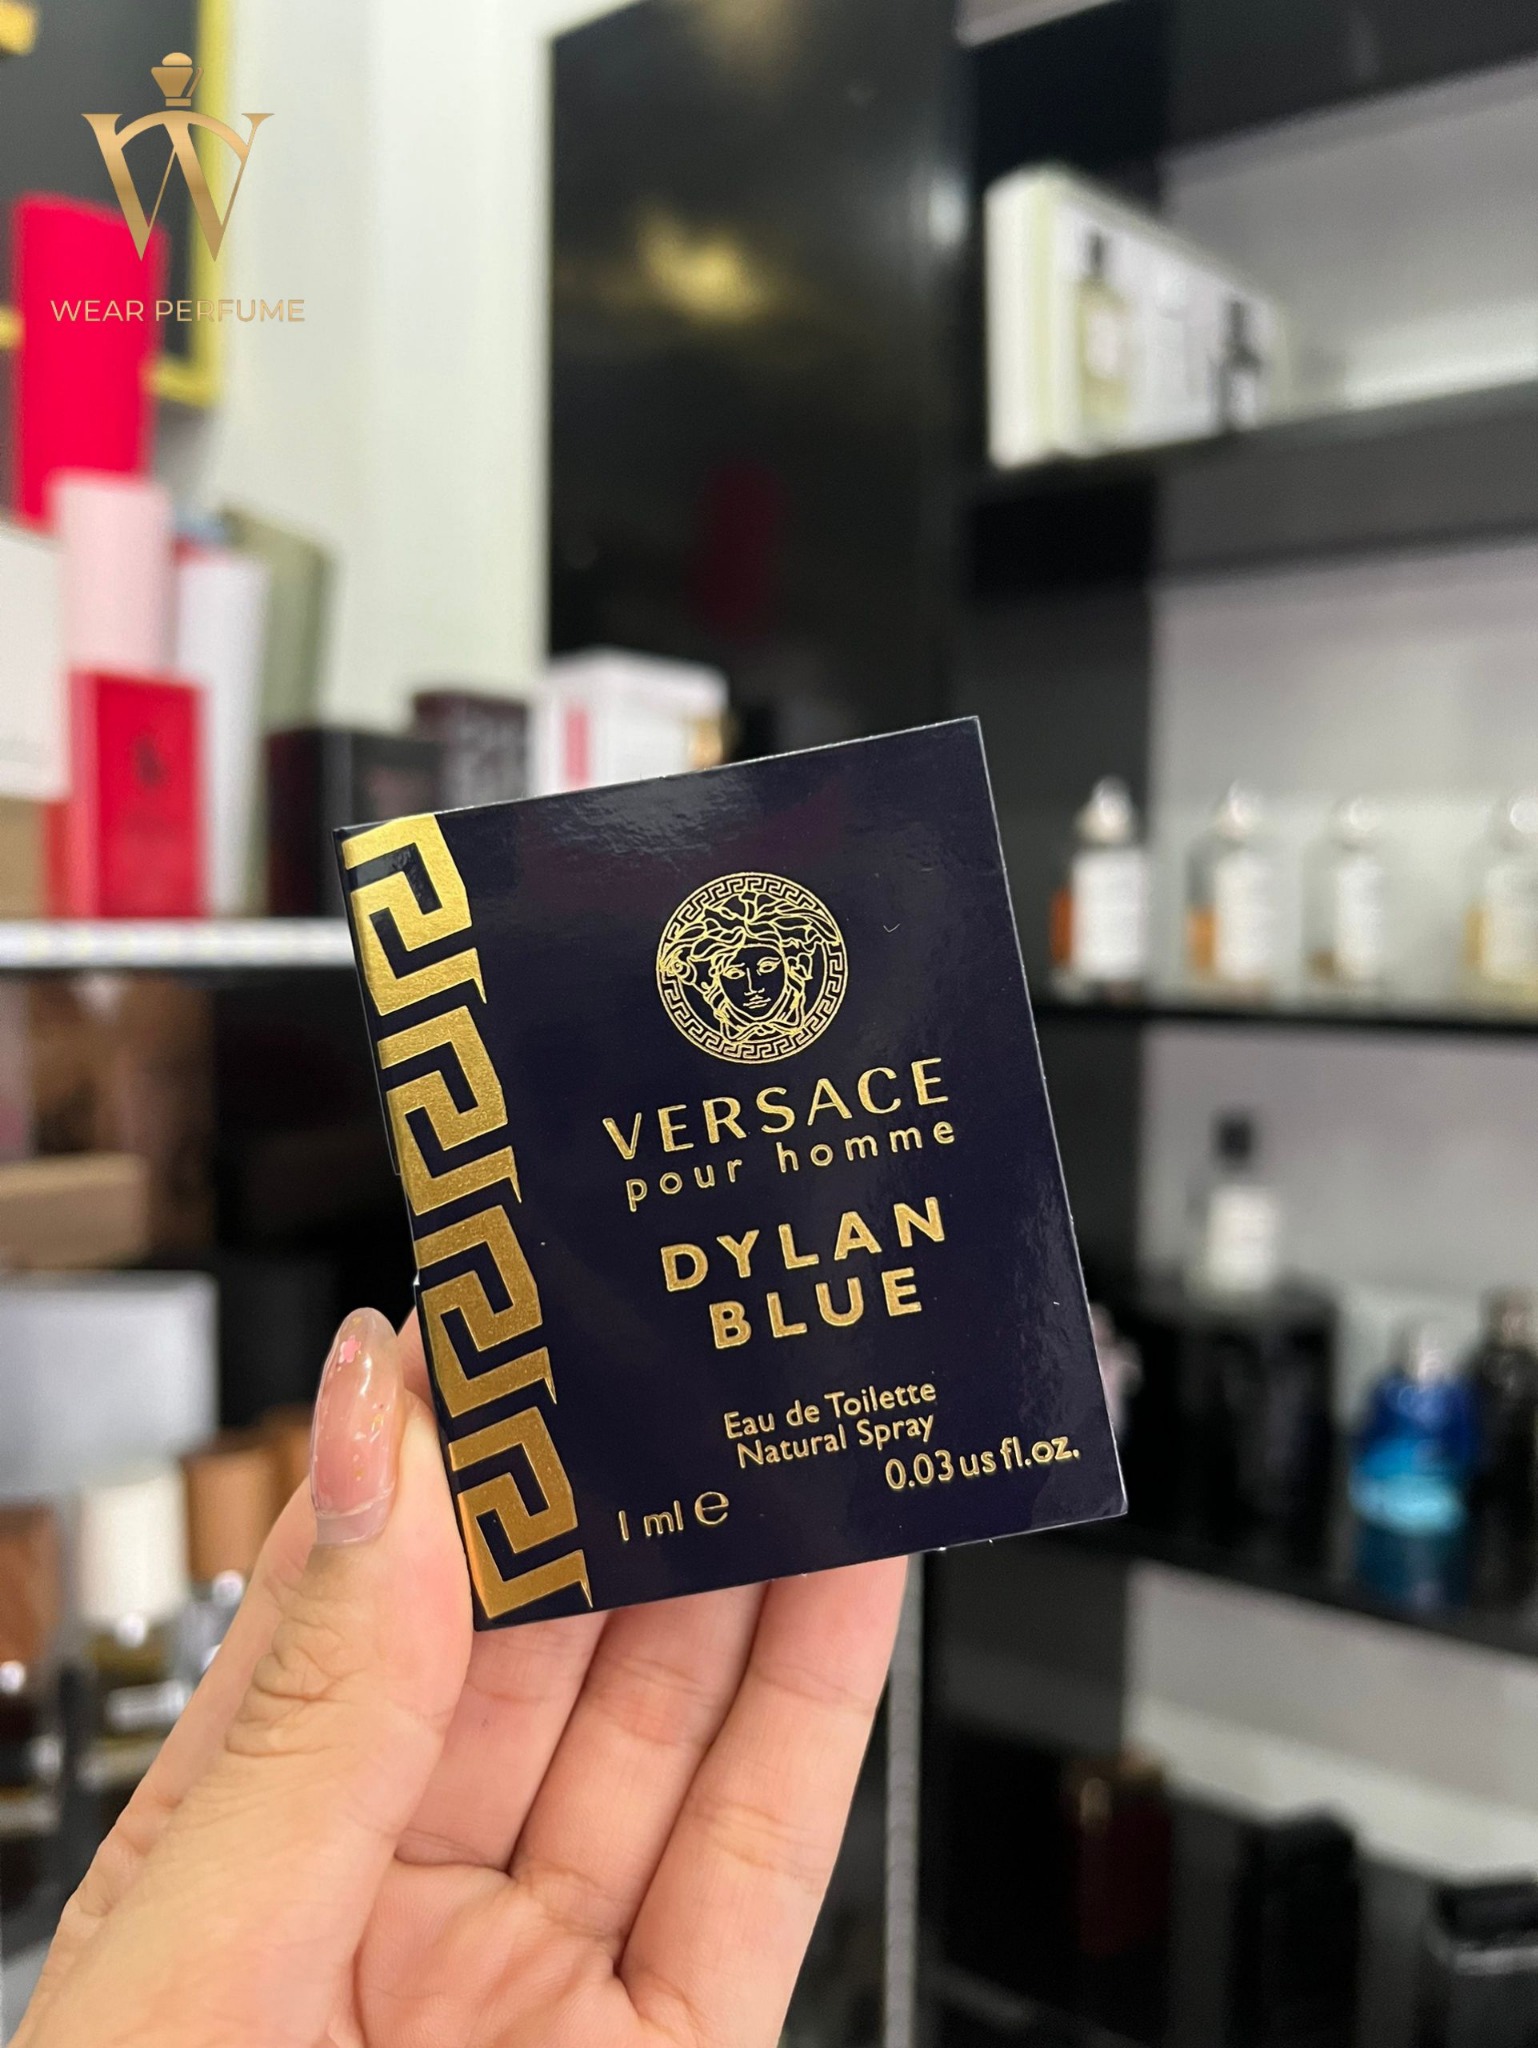 WEAR PERFUME
VERSACE
pour homme
DYLAN
BLUE
Eau de Toilette
Natural Spray
0.03 us fl.oz.
1 ml e